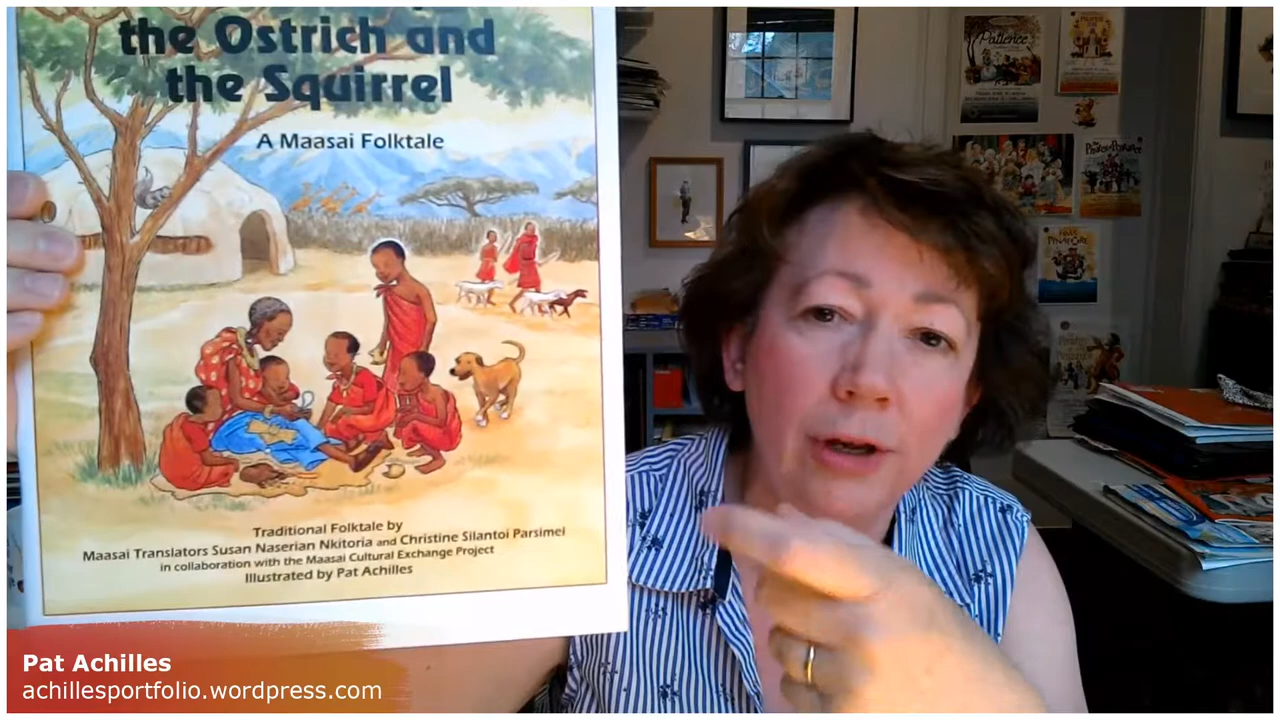 the Ostrich and
the Squirrel
A Maasai Folktale
Traditional Folktale by
Maasai Translators Susan Naserian Nkitoria and Christine Silantoi Parsimei
in collaboration with the Maasai Cultural Exchange Project
Illustrated by Pat Achilles
Patience
Pat Achilles
achillesportfolio.wordpress.com